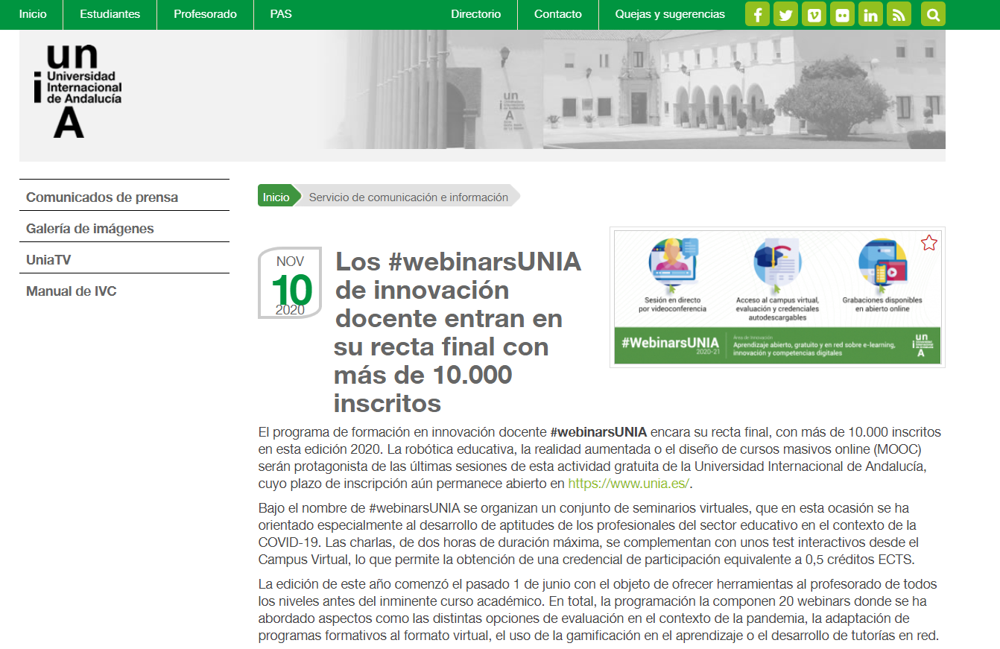 Inicio
Estudiantes
Profesorado
PAS
Directorio
Contacto
Quejas y sugerencias
un
i
Universidad
Internacional
de Andalucía
A
un
i
A
Comunicados de prensa
Galería de imágenes
UniaTV
Manual de IVC
Inicio
Servicio de comunicación e información
NOV
10
2020
Los #webinarsUNIA
de innovación
docente entran en
su recta final con
más de 10.000
inscritos
Sesión en directo
por videoconferencia
Acceso al campus virtual,
evaluación y credenciales
autodescargables
Grabaciones disponibles
en abierto online
#WebinarsUNIA
2020-21
Área de Innovación
Aprendizaje abierto, gratuito y en red sobre e-learning,
innovación y competencias digitales
un
i
A
El programa de formación en innovación docente #webinarsUNIA encara su recta final, con más de 10.000 inscritos
en esta edición 2020. La robótica educativa, la realidad aumentada o el diseño de cursos masivos online (MOOC)
serán protagonista de las últimas sesiones de esta actividad gratuita de la Universidad Internacional de Andalucía,
cuyo plazo de inscripción aún permanece abierto en https://www.unia.es/.
Bajo el nombre de #webinarsUNIA se organizan un conjunto de seminarios virtuales, que en esta ocasión se ha
orientado especialmente al desarrollo de aptitudes de los profesionales del sector educativo en el contexto de la
COVID-19. Las charlas, de dos horas de duración máxima, se complementan con unos test interactivos desde el
Campus Virtual, lo que permite la obtención de una credencial de participación equivalente a 0,5 créditos ECTS.
La edición de este año comenzó el pasado 1 de junio con el objeto de ofrecer herramientas al profesorado de todos
los niveles antes del inminente curso académico. En total, la programación la componen 20 webinars donde se ha
abordado aspectos como las distintas opciones de evaluación en el contexto de la pandemia, la adaptación de
programas formativos al formato virtual, el uso de la gamificación en el aprendizaje o el desarrollo de tutorías en red.